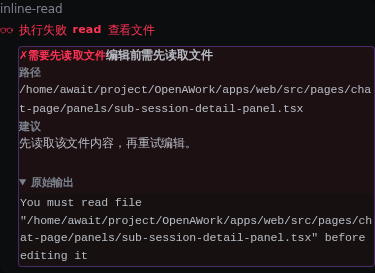 inline-read
执行失败 read 查看文件
✗需要先读取文件编辑前需先读取文件
路径
/home/await/project/OpenAWork/apps/web/src/pages/cha
t-page/panels/sub-session-detail-panel.tsx
建议
先读取该文件内容，再重试编辑。
▼ 原始输出
You must read file
"/home/await/project/OpenAWork/apps/web/src/pages/ch
at-page/panels/sub-session-detail-panel.tsx" before
editing it